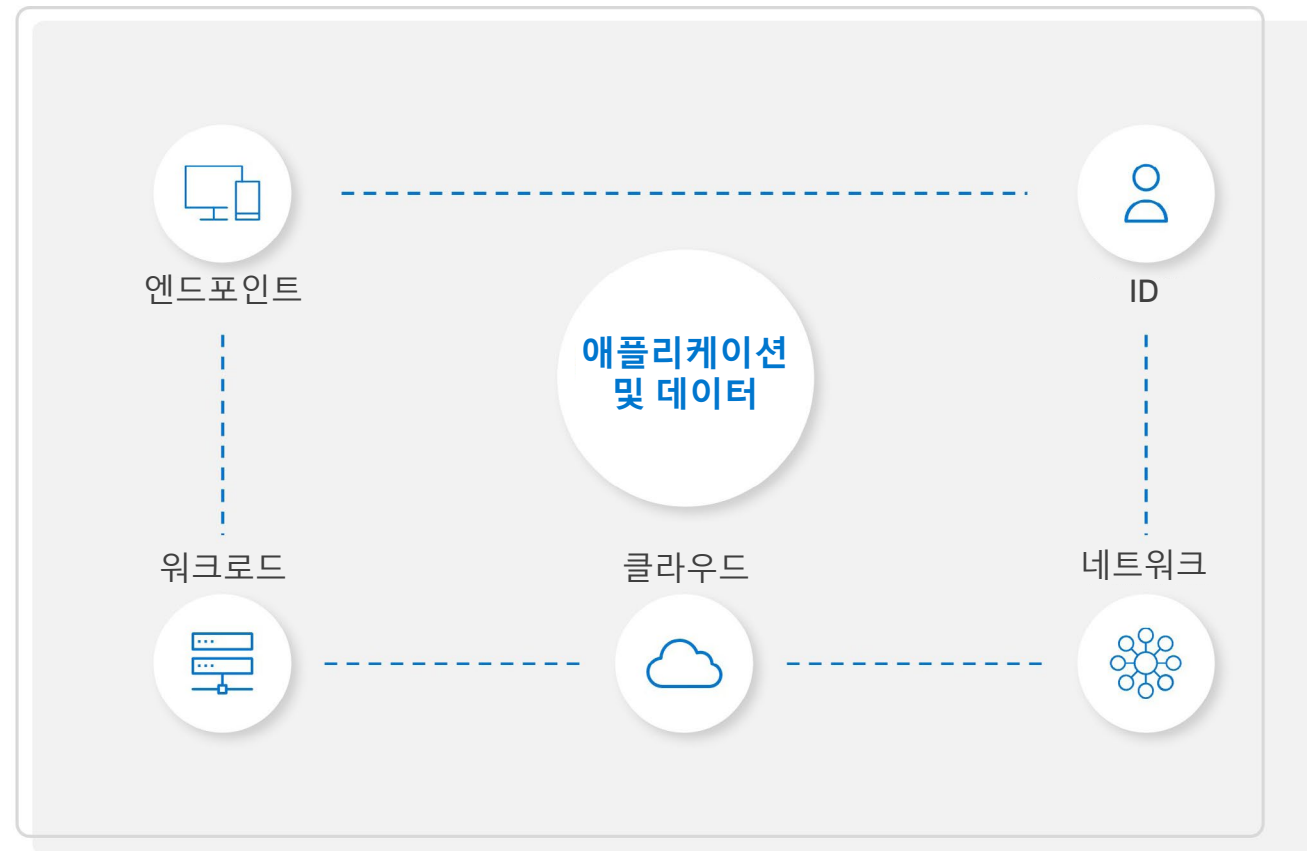 엔드포인트
ID
애플리케이션
및 데이터
워크로드
클라우드
네트워크